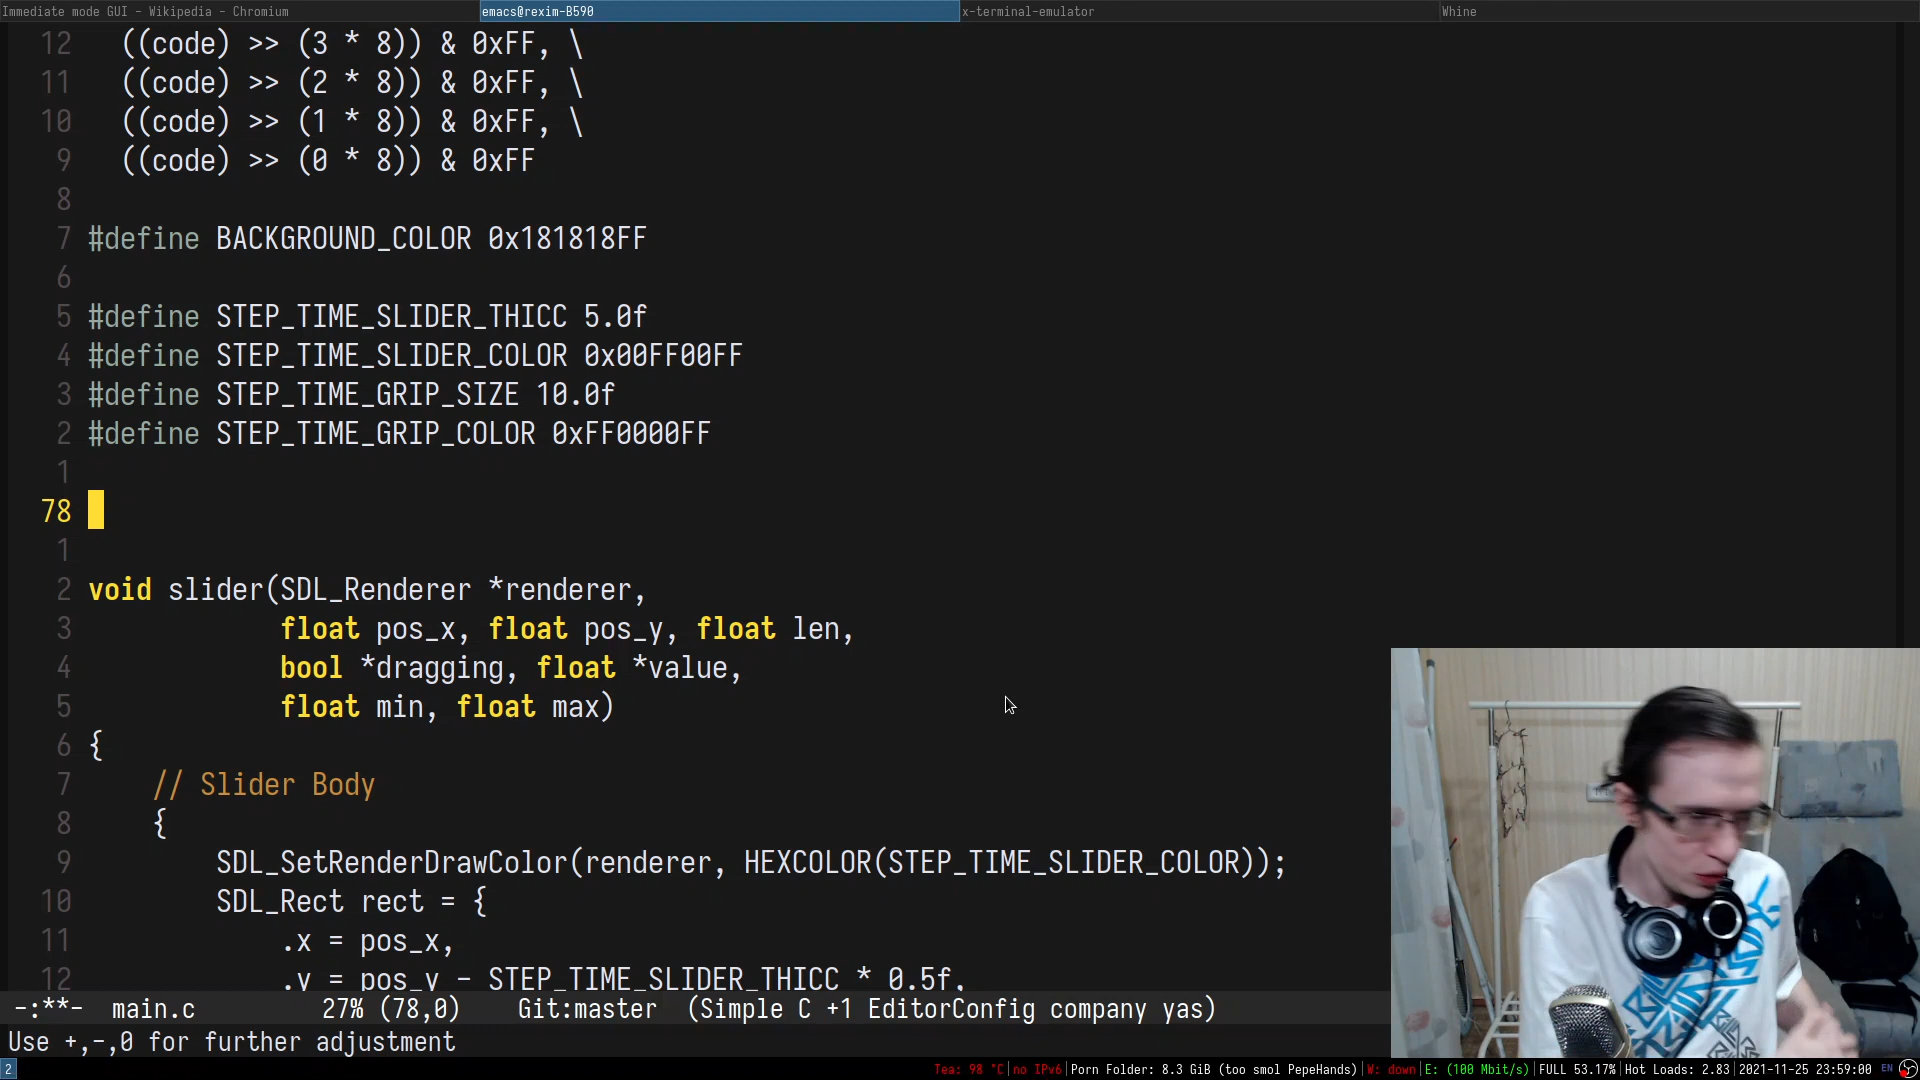 Immediate mode GUI - Wikipedia - Chromium
emacs@rexim-B590
x-terminal-emulator
Whine
12 ((code) >> (3 * 8)) & 0xFF, \
11 ((code) >> (2 * 8)) & 0xFF, \
10 ((code) >> (1 * 8)) & 0xFF, \
9 ((code) >> (0 * 8)) & 0xFF
8
7 #define BACKGROUND_COLOR 0x181818FF
6
5 #define STEP_TIME_SLIDER_THICC 5.0f
4 #define STEP_TIME_SLIDER_COLOR 0x00FF00FF
3 #define STEP_TIME_GRIP_SIZE 10.0f
2 #define STEP_TIME_GRIP_COLOR 0xFF0000FF
1
78
1
2 void slider(SDL_Renderer *renderer,
3 float pos_x, float pos_y, float len,
4 bool *dragging, float *value,
5 float min, float max)
6 {
7 // Slider Body
8 {
9 SDL_SetRenderDrawColor(renderer, HEXCOLOR(STEP_TIME_SLIDER_COLOR));
10 SDL_Rect rect = {
11 .x = pos_x,
12 .y = pos_y - STEP_TIME_SLIDER_THICC * 0.5f,
-:**- main.c 27% (78,0) Git:master (Simple C +1 EditorConfig company yas)
Use +,-,0 for further adjustment
2 Tea: 98 °C|no IPv6|Porn Folder: 8.3 GiB (too smol PepeHands)|W: down|E: (100 Mbit/s)|FULL 53.17%|Hot Loads: 2.83|2021-11-25 23:59:00 EN